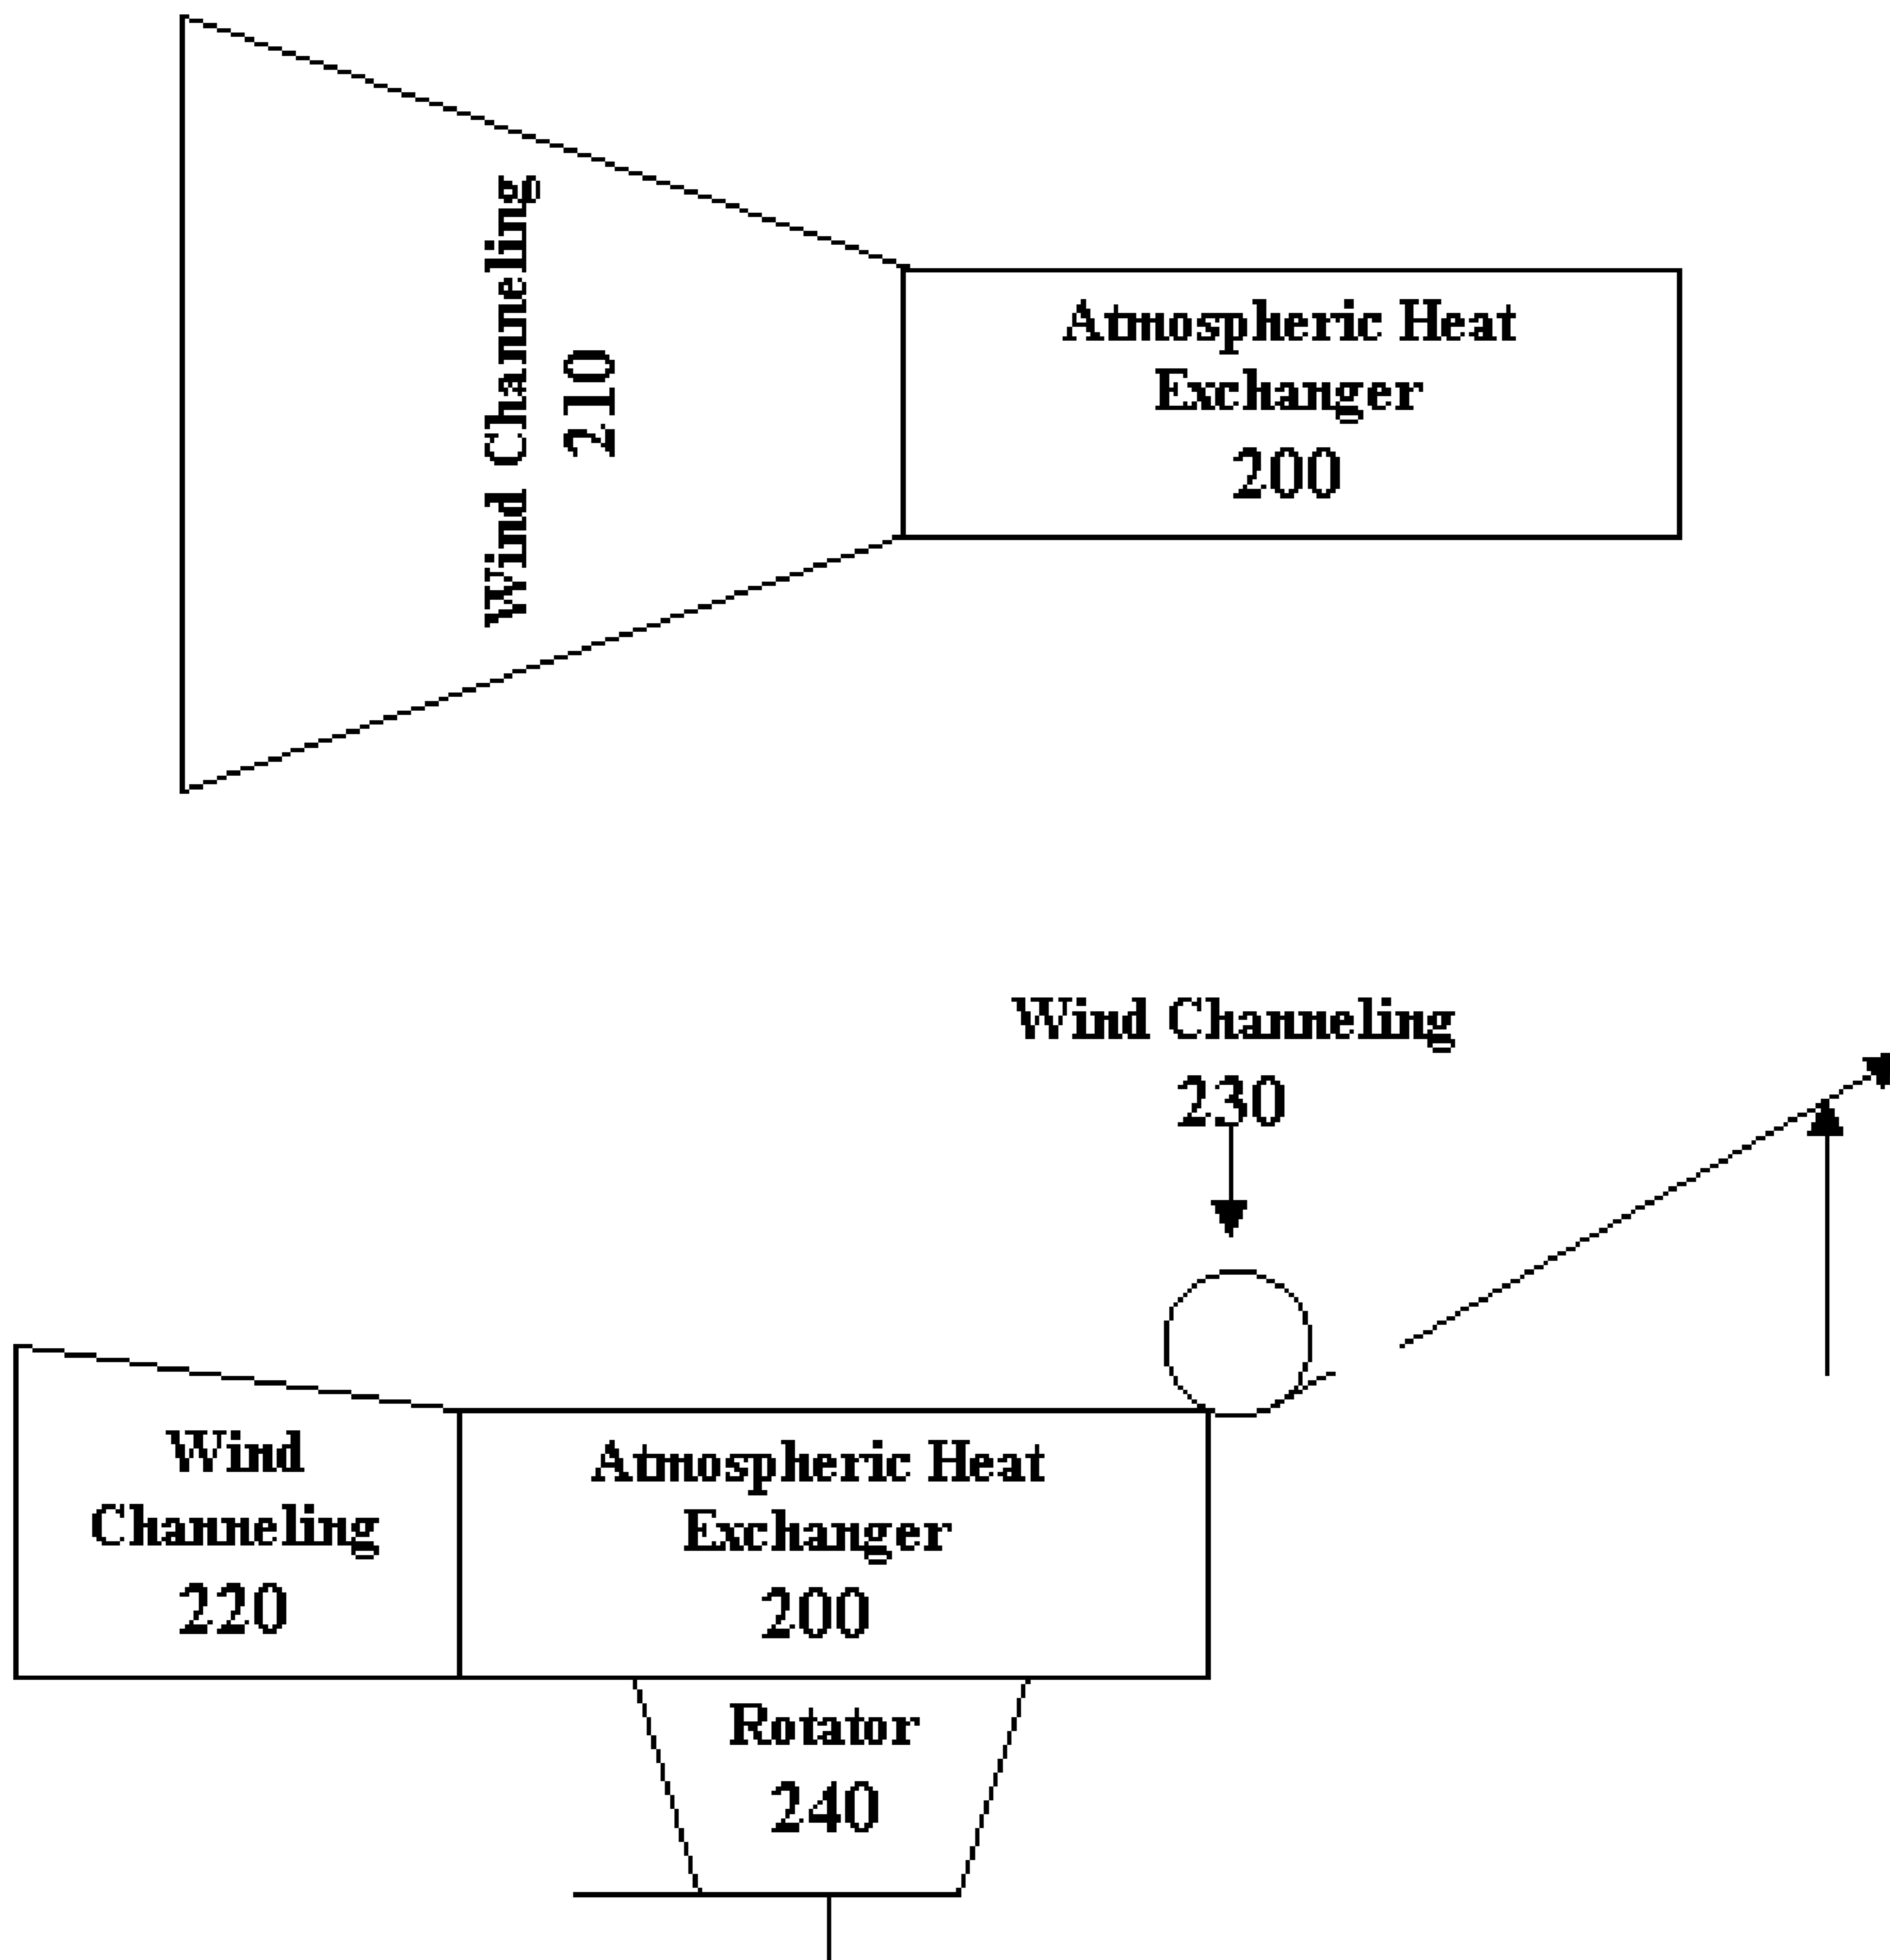 Wind Channeling
210
Atmospheric Heat
Exchanger
200
Wind Channeling
230
Wind
Channeling
220
Atmospheric Heat
Exchanger
200
Rotator
240